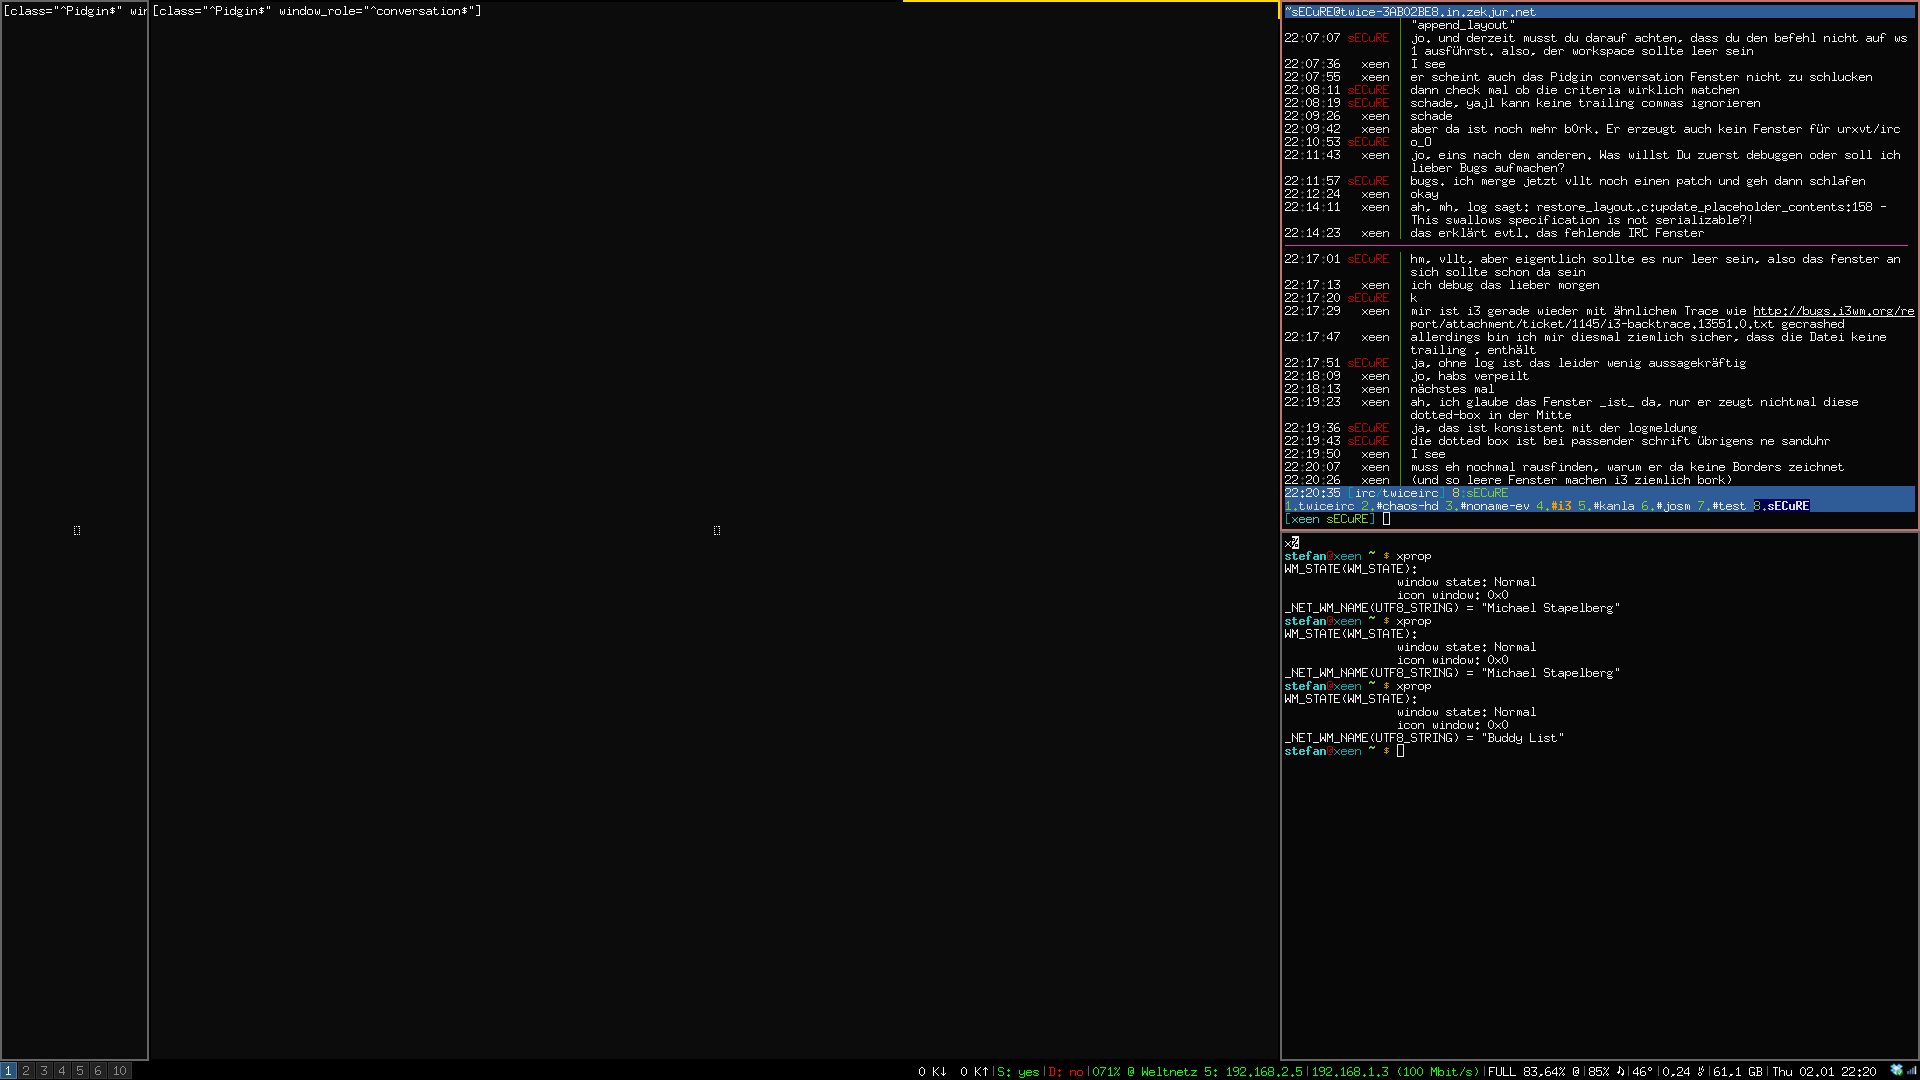 [class="^Pidgin$" win
[class="^Pidgin$" window_role="^conversation$"]
~sECuRE@twice-3AB02BE8.in.zekjur.net
"append_layout"
22:07:07 sECuRE jo. und derzeit musst du darauf achten, dass du den befehl nicht auf ws
1 ausführst. also, der workspace sollte leer sein
22:07:36 xeen I see
22:07:55 xeen er scheint auch das Pidgin conversation Fenster nicht zu schlucken
22:08:11 sECuRE dann check mal ob die criteria wirklich matchen
22:08:19 sECuRE schade, yajl kann keine trailing commas ignorieren
22:09:26 xeen schade
22:09:42 xeen aber da ist noch mehr b0rk. Er erzeugt auch kein Fenster für urxvt/irc
22:10:53 sECuRE o_O
22:11:43 xeen jo, eins nach dem anderen. Was willst Du zuerst debuggen oder soll ich
lieber Bugs aufmachen?
22:11:57 sECuRE bugs. ich merge jetzt vllt noch einen patch und geh dann schlafen
22:12:24 xeen okay
22:14:11 xeen ah, mh, log sagt: restore_layout.c:update_placeholder_contents:158 -
This swallows specification is not serializable?!
22:14:23 xeen das erklärt evtl. das fehlende IRC Fenster
22:17:01 sECuRE hm, vllt, aber eigentlich sollte es nur leer sein, also das fenster an
sich sollte schon da sein
22:17:13 xeen ich debug das lieber morgen
22:17:20 sECuRE k
22:17:29 xeen mir ist i3 gerade wieder mit ähnlichem Trace wie http://bugs.i3wm.org/re
port/attachment/ticket/1145/i3-backtrace.13551.0.txt gecrashed
22:17:47 xeen allerdings bin ich mir diesmal ziemlich sicher, dass die Datei keine
trailing , enthält
22:17:51 sECuRE ja, ohne log ist das leider wenig aussagekräftig
22:18:09 xeen jo, habs verpeilt
22:18:13 xeen nächstes mal
22:19:23 xeen ah, ich glaube das Fenster _ist_ da, nur er zeugt nichtmal diese
dotted-box in der Mitte
22:19:36 sECuRE ja, das ist konsistent mit der logmeldung
22:19:43 sECuRE die dotted box ist bei passender schrift übrigens ne sanduhr
22:19:50 xeen I see
22:20:07 xeen muss eh nochmal rausfinden, warum er da keine Borders zeichnet
22:20:26 xeen (und so leere Fenster machen i3 ziemlich bork)
22:20:35 [irc/twiceirc] 8:sECuRE
1.twiceirc 2.#chaos-hd 3.#noname-ev 4.#i3 5.#kanla 6.#josm 7.#test 8.sECuRE
[xeen sECuRE]
x%
stefan@xeen ~ $ xprop
WM_STATE(WM_STATE):
window state: Normal
icon window: 0x0
_NET_WM_NAME(UTF8_STRING) = "Michael Stapelberg"
stefan@xeen ~ $ xprop
WM_STATE(WM_STATE):
window state: Normal
icon window: 0x0
_NET_WM_NAME(UTF8_STRING) = "Michael Stapelberg"
stefan@xeen ~ $ xprop
WM_STATE(WM_STATE):
window state: Normal
icon window: 0x0
_NET_WM_NAME(UTF8_STRING) = "Buddy List"
stefan@xeen ~ $
1 2 3 4 5 6 10
0 K↓ 0 K↑|S: yes|D: no|071% @ Weltnetz 5: 192.168.2.5|192.168.1.3 (100 Mbit/s)|FULL 83,64% @|85% ♪|46°|0,24 |61,1 GB|Thu 02.01 22:20